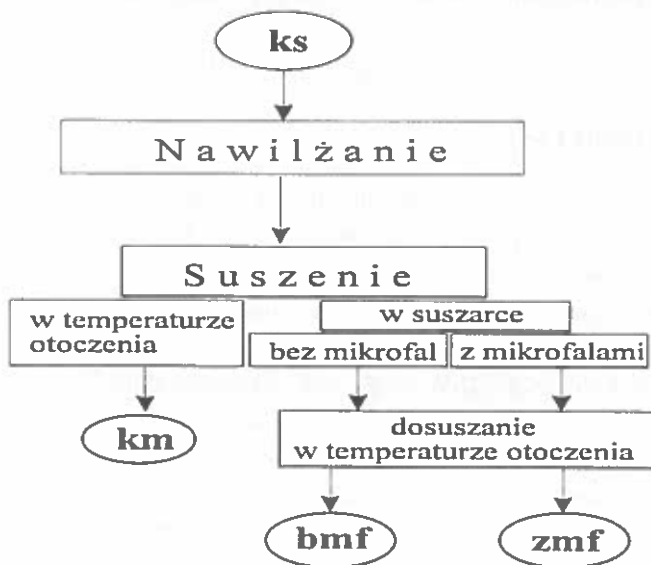 ks
Nawilżanie
Suszenie
w temperaturze
otoczenia
w suszarce
bez mikrofal
z mikrofalami
km
dosuszanie
w temperaturze otoczenia
bmf
zmf